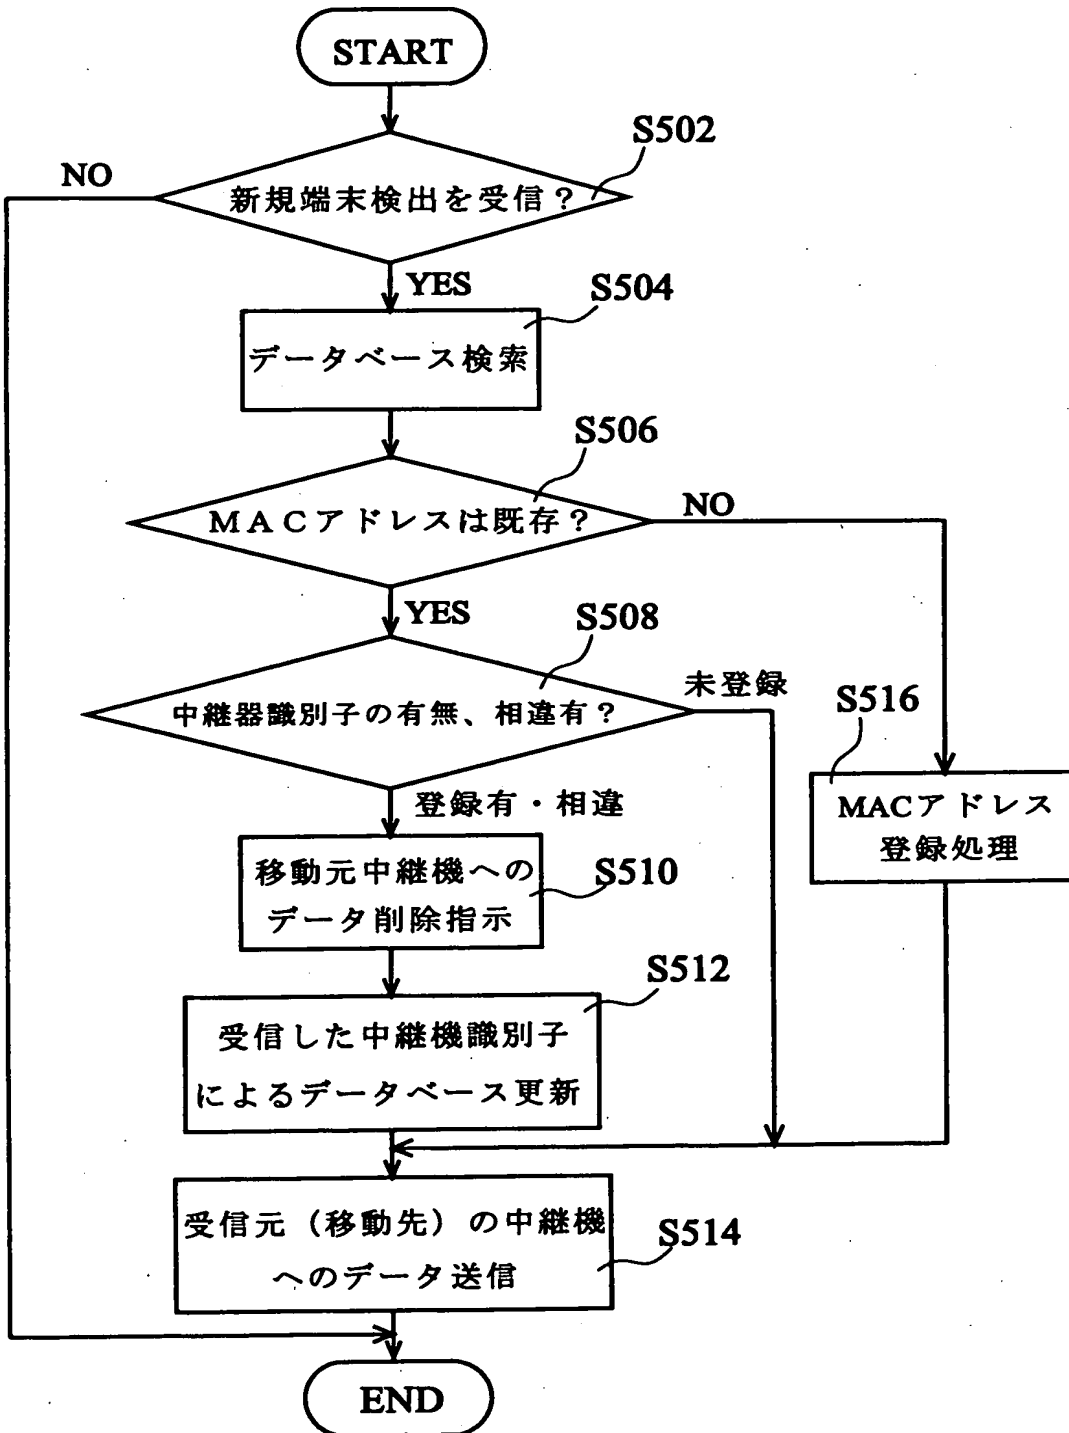 START
S502
NO
新規端末検出を受信？
YES
S504
データベース検索
S506
ＭＡＣアドレスは既存？
NO
YES
S508
中継器識別子の有無、相違有？
未登録
S516
MACアドレス
登録処理
登録有・相違
移動元中継機への
データ削除指示
S510
S512
受信した中継機識別子
によるデータベース更新
受信元（移動先）の中継機
へのデータ送信
S514
END